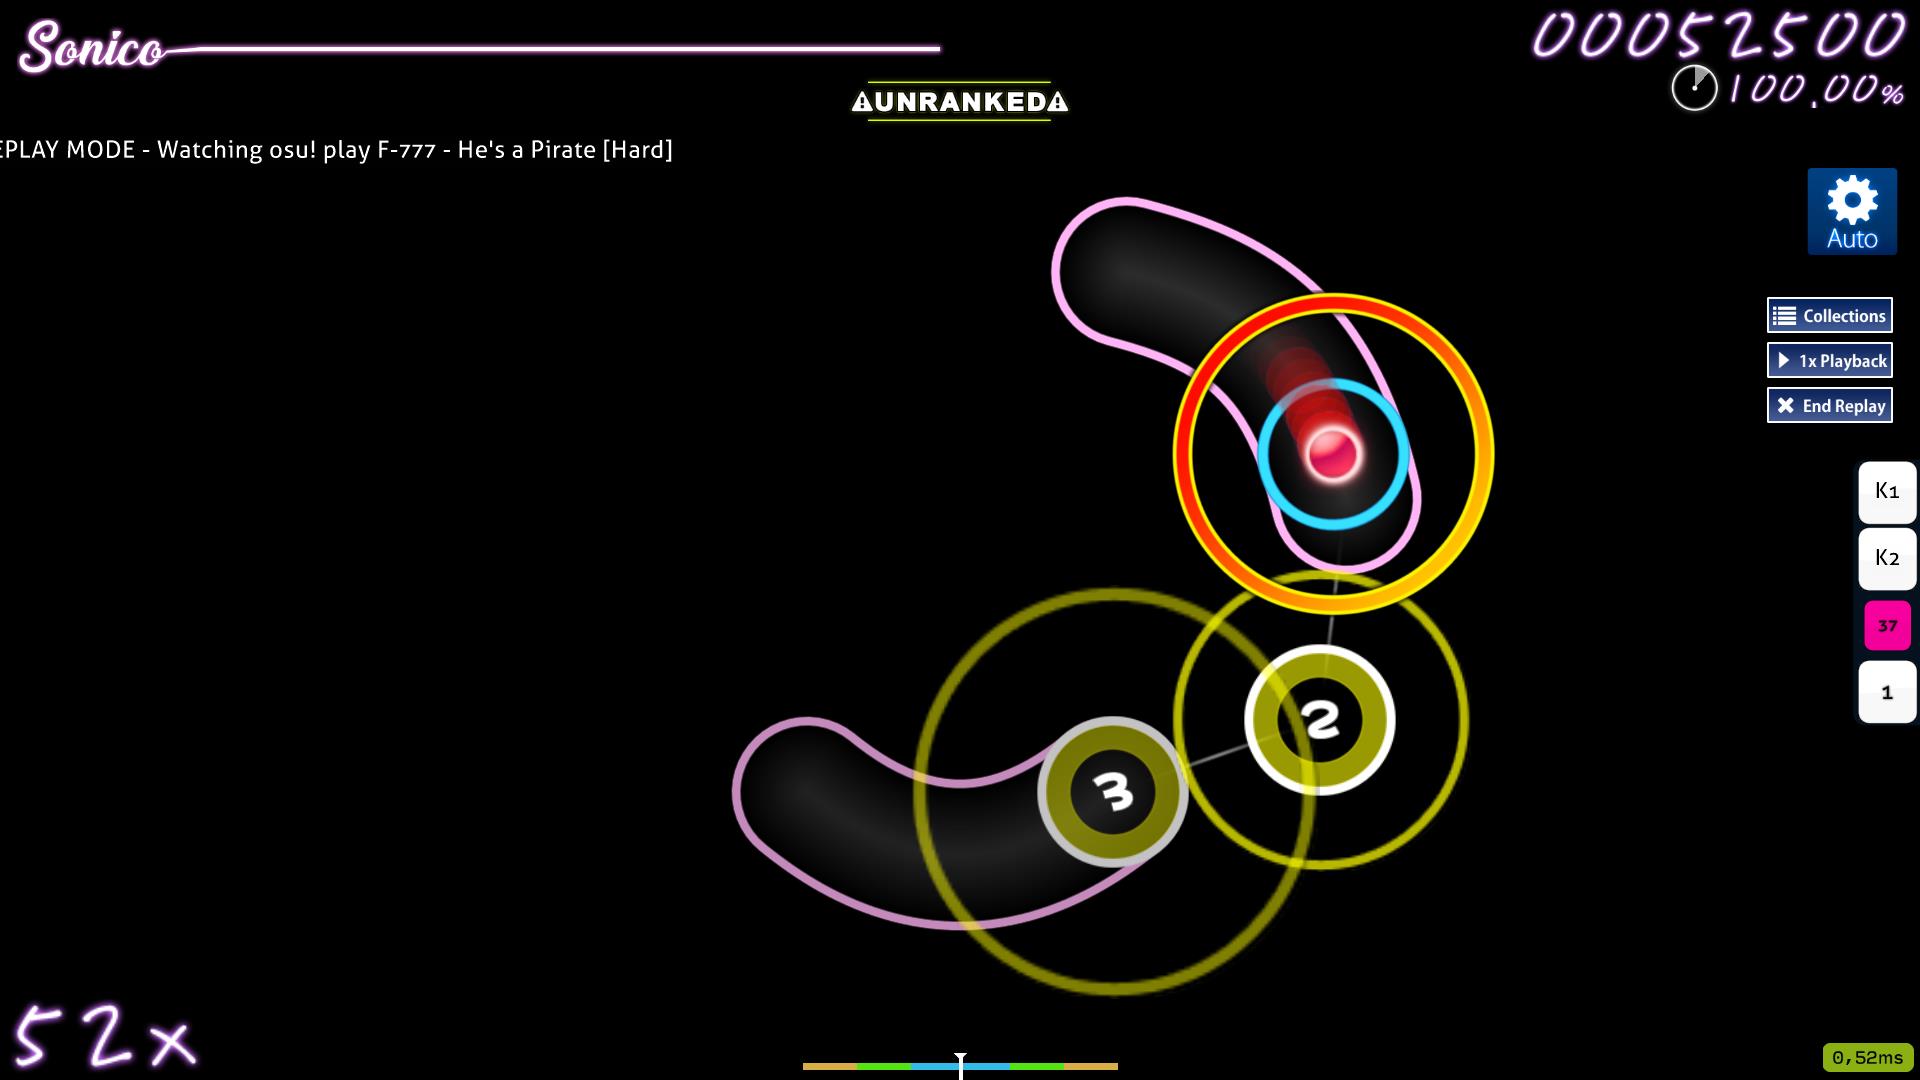 Sonico
00052500
100.00%
UNRANKED
EPLAY MODE - Watching osu! play F-777 - He's a Pirate [Hard]
Auto
Collections
1x Playback
End Replay
K1
K2
37
1
2
3
52x
0,52ms